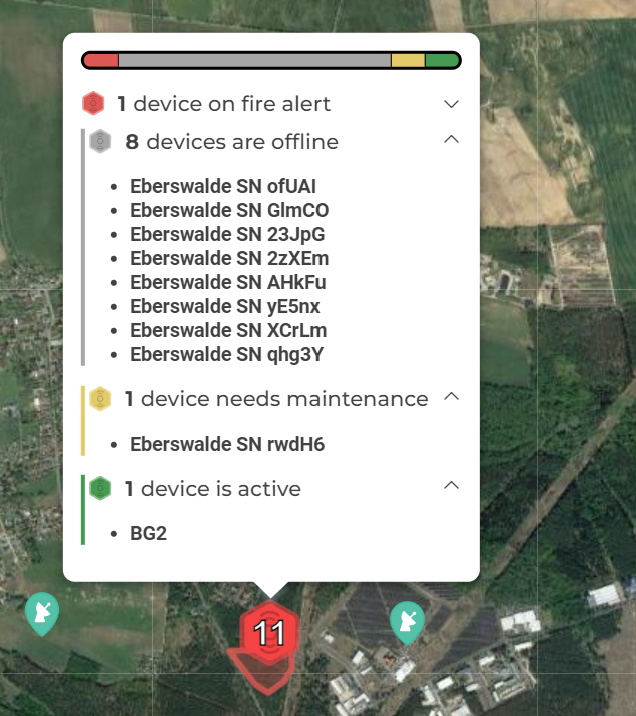 1 device on fire alert
8 devices are offline
Eberswalde SN ofUAI
Eberswalde SN GlmCO
Eberswalde SN 23JpG
Eberswalde SN 2zXEm
Eberswalde SN AHkFu
Eberswalde SN yE5nx
Eberswalde SN XCrLm
Eberswalde SN qhg3Y
1 device needs maintenance
Eberswalde SN rwdH6
1 device is active
BG2
11